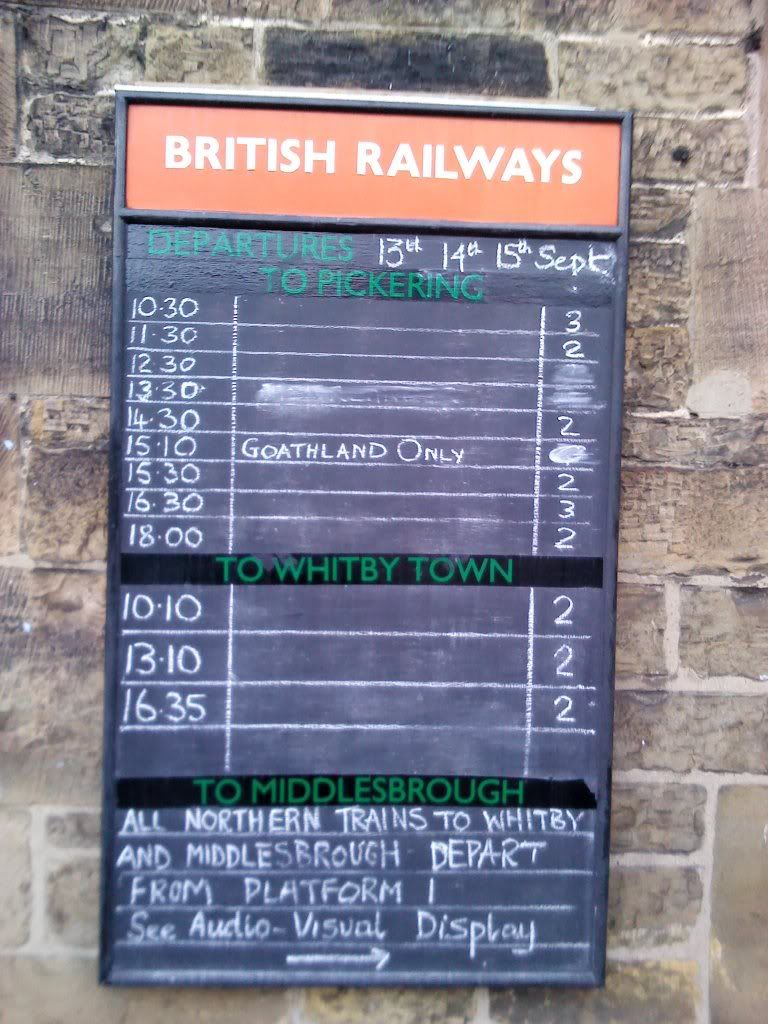 BRITISH RAILWAYS
DEPARTURES 13th 14th 15th Sept
TO PICKERING
10·30 3
11·30 2
12 30
13·30
14·30 2
15·10 GOATHLAND ONLY
15·30 2
16·30 3
18·00 2
TO WHITBY TOWN
10·10 2
13·10 2
16·35 2
TO MIDDLESBROUGH
ALL NORTHERN TRAINS TO WHITBY
AND MIDDLESBROUGH DEPART
FROM PLATFORM 1
See Audio-Visual Display